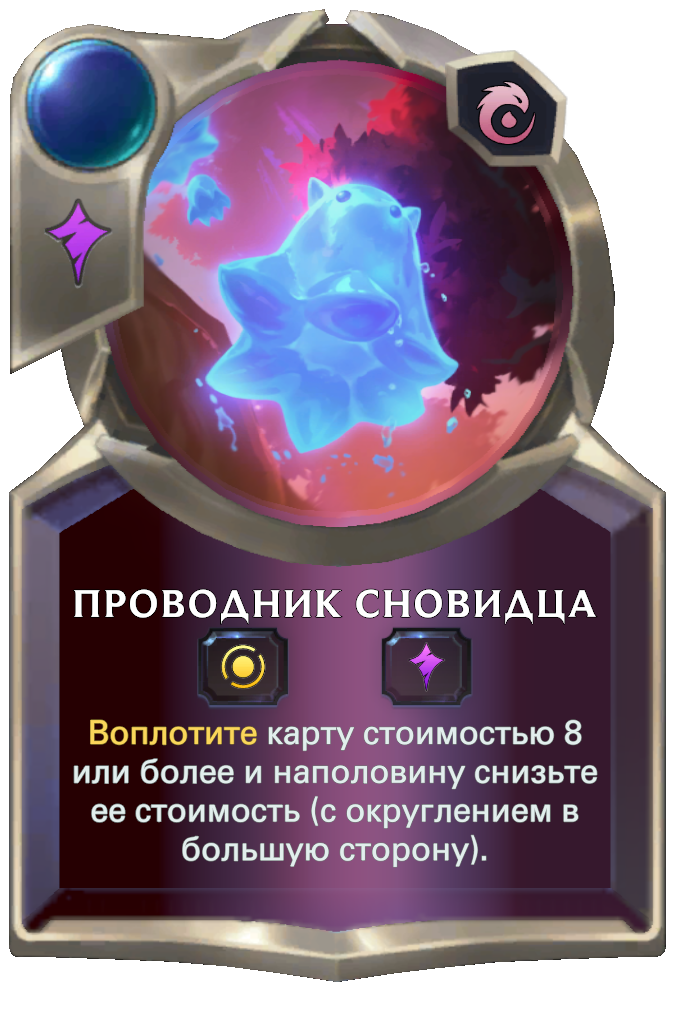 ПРОВОДНИК СНОВИДЦА
Воплотите карту стоимостью 8
или более и наполовину снизьте
ее стоимость (с округлением в
большую сторону).